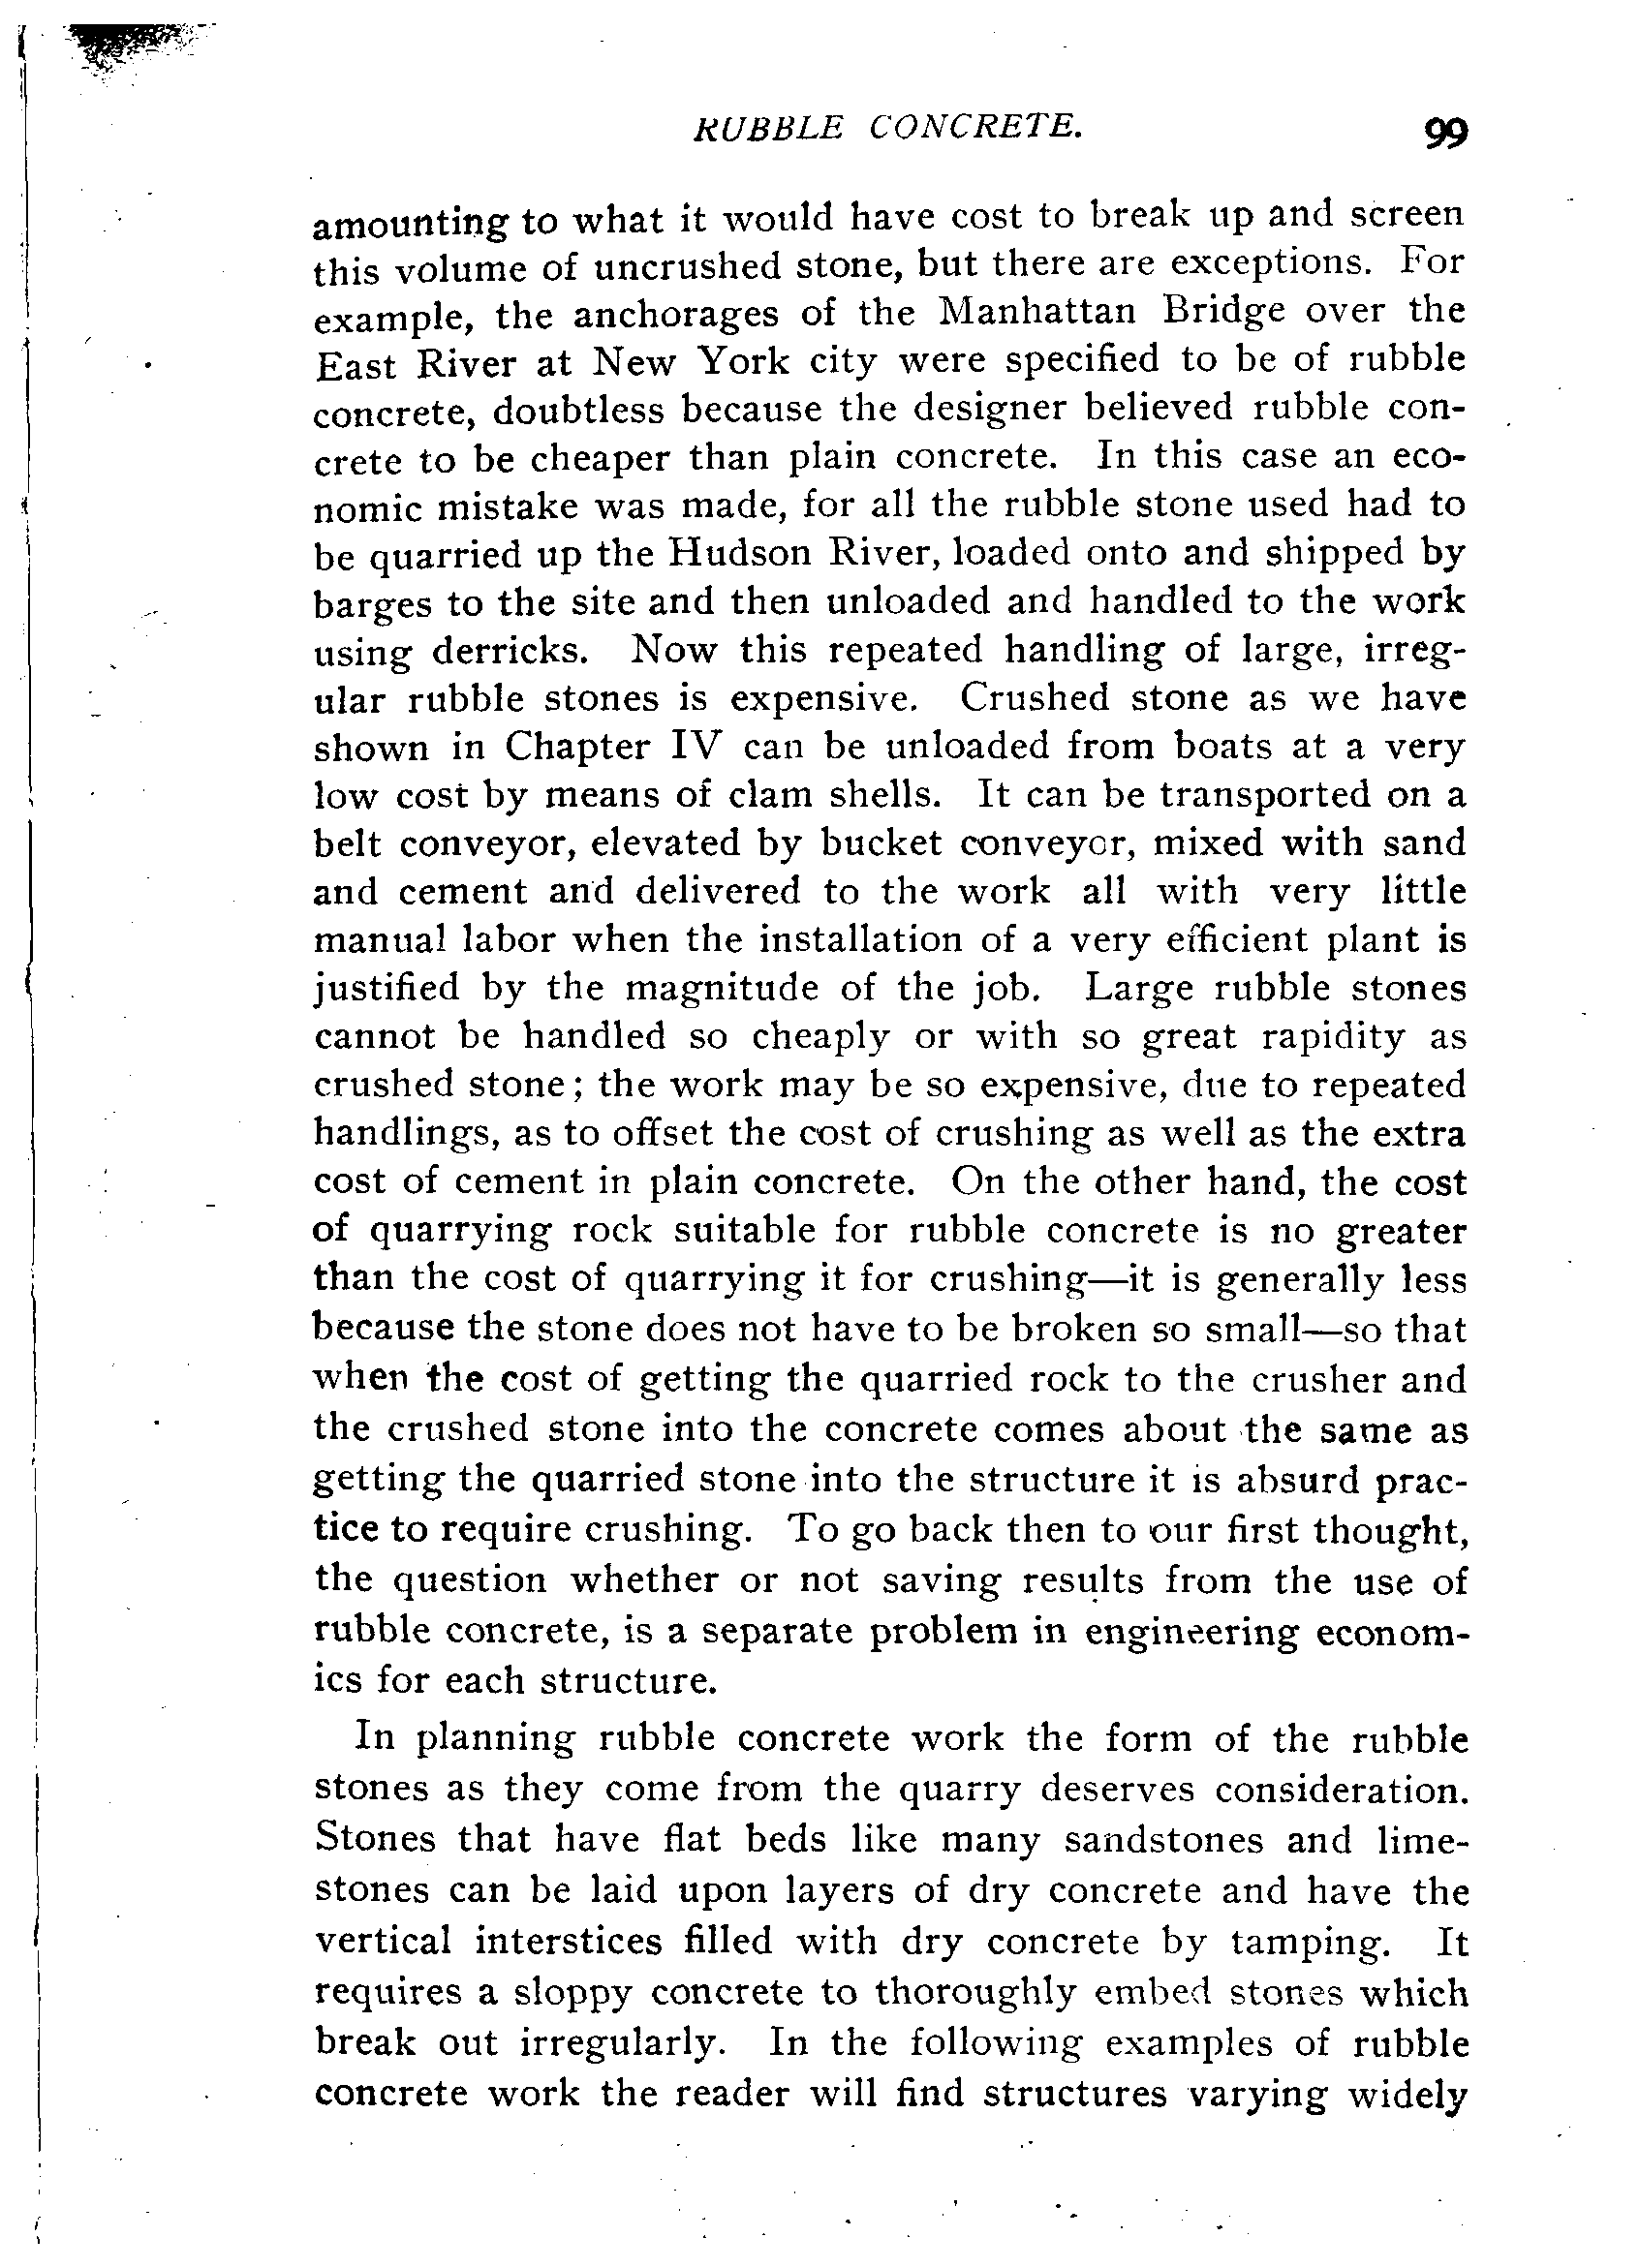 RUBBLE CONCRETE. 99
amounting to what it would have cost to break up and screen
this volume of uncrushed stone, but there are exceptions. For
example, the anchorages of the Manhattan Bridge over the
East River at New York city were specified to be of rubble
concrete, doubtless because the designer believed rubble con-
crete to be cheaper than plain concrete. In this case an eco-
nomic mistake was made, for all the rubble stone used had to
be quarried up the Hudson River, loaded onto and shipped by
barges to the site and then unloaded and handled to the work
using derricks. Now this repeated handling of large, irreg-
ular rubble stones is expensive. Crushed stone as we have
shown in Chapter IV can be unloaded from boats at a very
low cost by means of clam shells. It can be transported on a
belt conveyor, elevated by bucket conveyor, mixed with sand
and cement and delivered to the work all with very little
manual labor when the installation of a very efficient plant is
justified by the magnitude of the job. Large rubble stones
cannot be handled so cheaply or with so great rapidity as
crushed stone; the work may be so expensive, due to repeated
handlings, as to offset the cost of crushing as well as the extra
cost of cement in plain concrete. On the other hand, the cost
of quarrying rock suitable for rubble concrete is no greater
than the cost of quarrying it for crushing—it is generally less
because the stone does not have to be broken so small—so that
when the cost of getting the quarried rock to the crusher and
the crushed stone into the concrete comes about the same as
getting the quarried stone into the structure it is absurd prac-
tice to require crushing. To go back then to our first thought,
the question whether or not saving results from the use of
rubble concrete, is a separate problem in engineering econom-
ics for each structure.
In planning rubble concrete work the form of the rubble
stones as they come from the quarry deserves consideration.
Stones that have flat beds like many sandstones and lime-
stones can be laid upon layers of dry concrete and have the
vertical interstices filled with dry concrete by tamping. It
requires a sloppy concrete to thoroughly embed stones which
break out irregularly. In the following examples of rubble
concrete work the reader will find structures varying widely